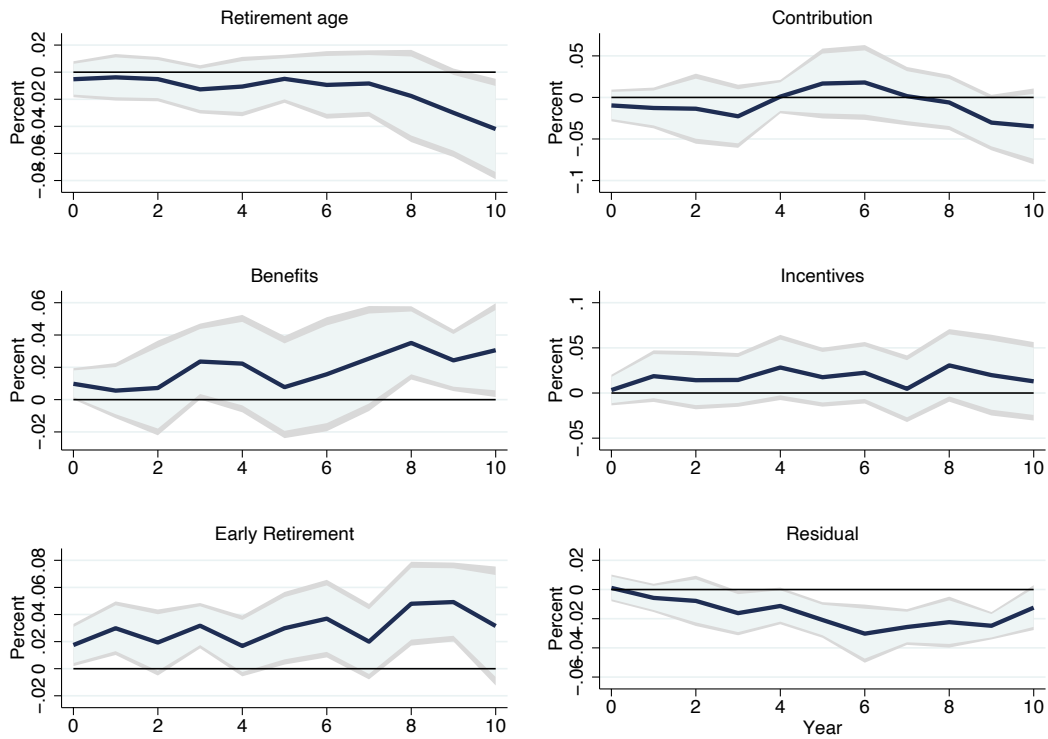 Retirement age
Percent
.02
0
-.08.06.04.02
0 2 4 6 8 10
Contribution
Percent
.05
0
-.05
-.1
0 2 4 6 8 10
Benefits
Percent
.06
.04
.02
0
-.02
0 2 4 6 8 10
Incentives
Percent
.1
.05
0
-.05
0 2 4 6 8 10
Early Retirement
Percent
-.02 0 .02.04.06.08
0 2 4 6 8 10
Residual
Percent
.02
0
-.06-.04-.02
0 2 4 6 8 10
Year